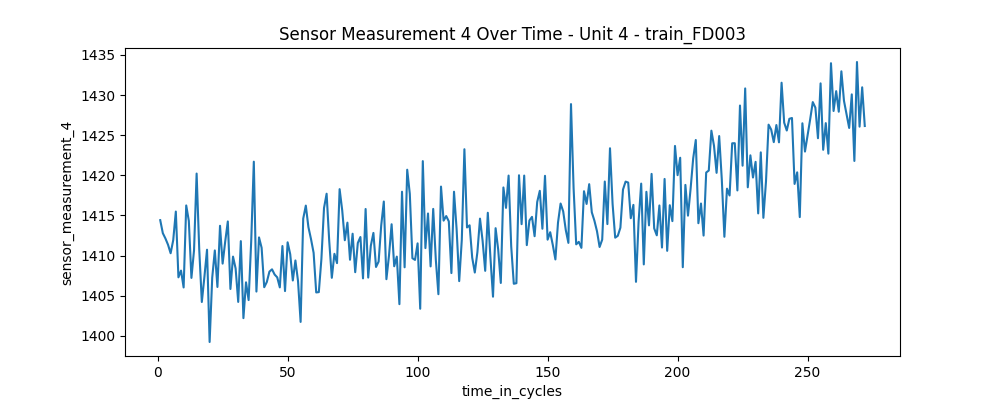 Sensor Measurement 4 Over Time - Unit 4 - train_FD003
1435
1430
1425
1420
1415
1410
1405
1400
sensor_measurement_4
0 50 100 150 200 250
time_in_cycles